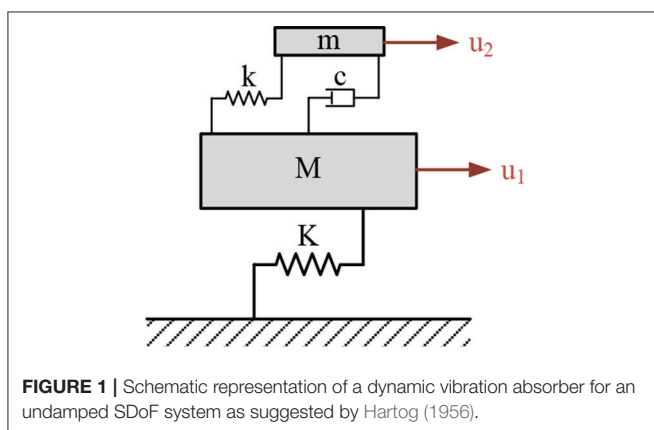 m
u₂
k
c
M
u₁
K
FIGURE 1 | Schematic representation of a dynamic vibration absorber for an
undamped SDoF system as suggested by Hartog (1956).